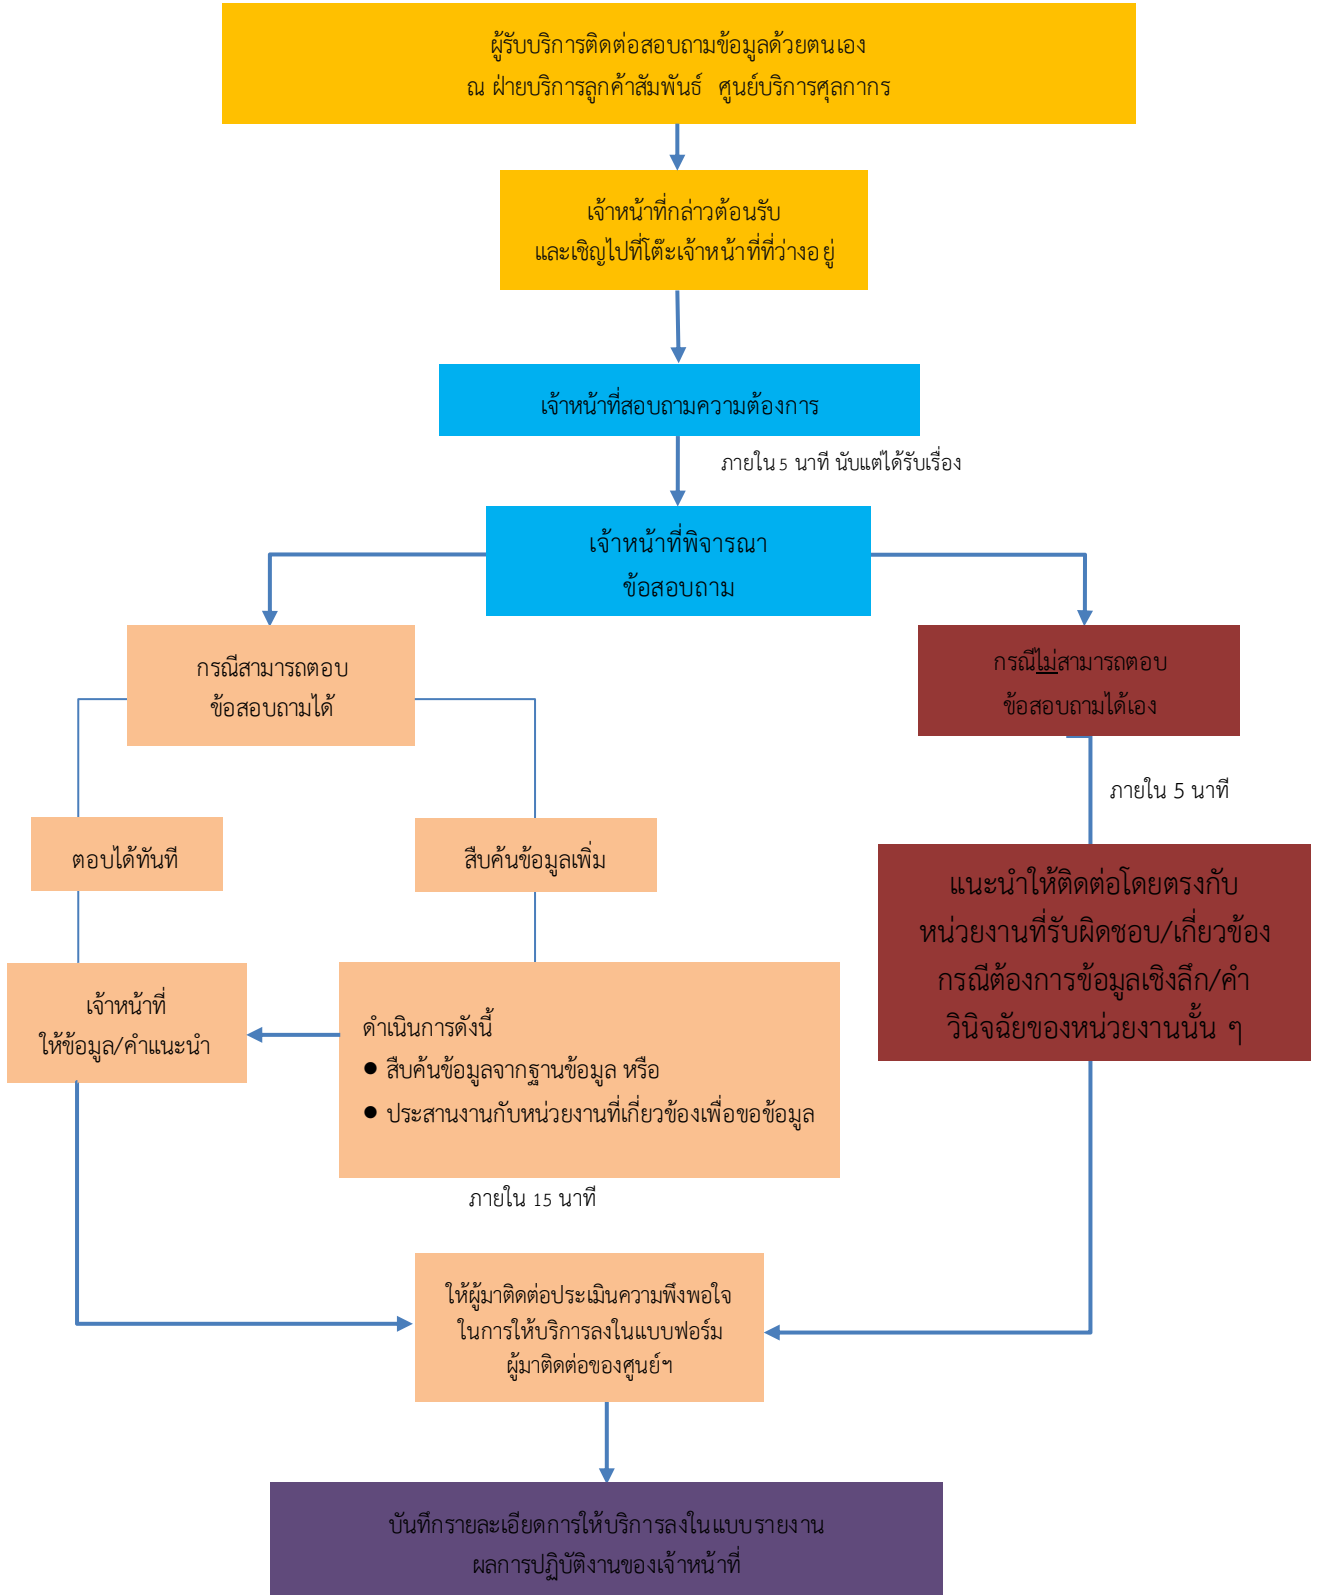 ผู้รับบริการติดต่อสอบถามข้อมูลด้วยตนเอง
ณ ฝ่ายบริการลูกค้าสัมพันธ์ ศูนย์บริการศุลกากร
เจ้าหน้าที่กล่าวต้อนรับ
และเชิญไปที่โต๊ะเจ้าหน้าที่ที่ว่างอยู่
เจ้าหน้าที่สอบถามความต้องการ
ภายใน 5 นาที นับแต่ได้รับเรื่อง
เจ้าหน้าที่พิจารณา
ข้อสอบถาม
กรณีสามารถตอบ
ข้อสอบถามได้
กรณีไม่สามารถตอบ
ข้อสอบถามได้เอง
ภายใน 5 นาที
ตอบได้ทันที
สืบค้นข้อมูลเพิ่ม
แนะนำให้ติดต่อโดยตรงกับ
หน่วยงานที่รับผิดชอบ/เกี่ยวข้อง
กรณีต้องการข้อมูลเชิงลึก/คำ
วินิจฉัยของหน่วยงานนั้น ๆ
เจ้าหน้าที่
ให้ข้อมูล/คำแนะนำ
ดำเนินการดังนี้
● สืบค้นข้อมูลจากฐานข้อมูล หรือ
● ประสานงานกับหน่วยงานที่เกี่ยวข้องเพื่อขอข้อมูล
ภายใน 15 นาที
ให้ผู้มาติดต่อประเมินความพึงพอใจ
ในการให้บริการลงในแบบฟอร์ม
ผู้มาติดต่อของศูนย์ฯ
บันทึกรายละเอียดการให้บริการลงในแบบรายงาน
ผลการปฏิบัติงานของเจ้าหน้าที่